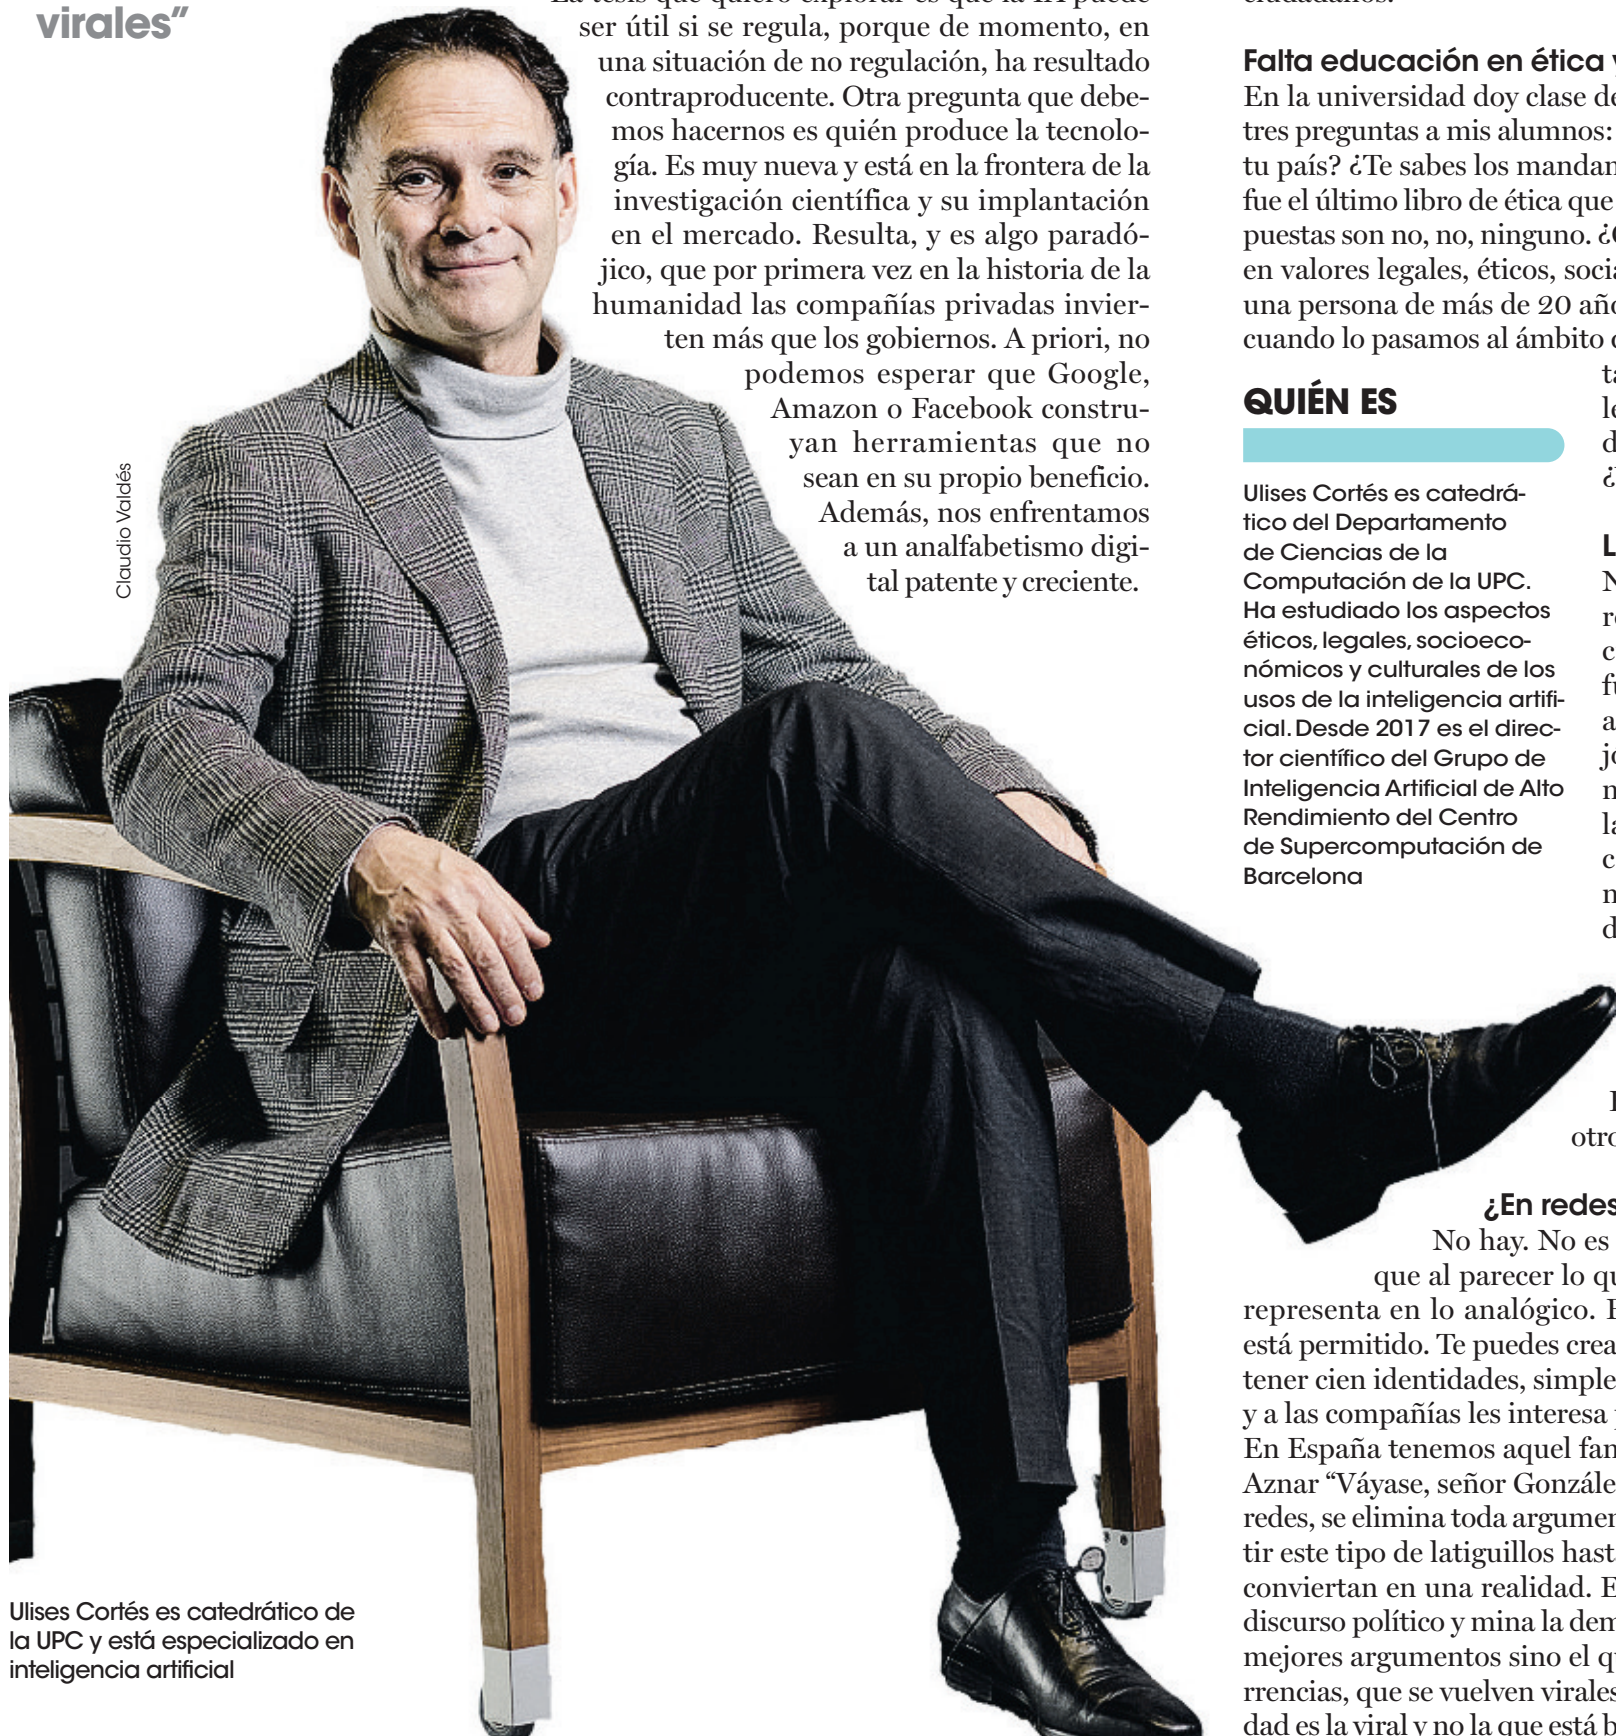 virales”
ser útil si se regula, porque de momento, en
una situación de no regulación, ha resultado
contraproducente. Otra pregunta que debe-
mos hacernos es quién produce la tecnolo-
gía. Es muy nueva y está en la frontera de la
investigación científica y su implantación
en el mercado. Resulta, y es algo paradó-
jico, que por primera vez en la historia de la
humanidad las compañías privadas invier-
ten más que los gobiernos. A priori, no
podemos esperar que Google,
Amazon o Facebook constru-
yan herramientas que no
sean en su propio beneficio.
Además, nos enfrentamos
a un analfabetismo digi-
tal patente y creciente.
Claudio Valdés
Ulises Cortés es catedrático de
la UPC y está especializado en
inteligencia artificial
Falta educación en ética
En la universidad doy clase de
tres preguntas a mis alumnos:
tu país? ¿Te sabes los
fue el último libro de ética que
puestas son no, no, ninguno.
en valores legales, éticos,
una persona de más de 20
cuando lo pasamos al ámbito
QUIÉN ES
Ulises Cortés es catedrá-
tico del Departamento
de Ciencias de la
Computación de la UPC.
Ha estudiado los aspectos
éticos, legales, socioeco-
nómicos y culturales de los
usos de la inteligencia artifi-
cial. Desde 2017 es el direc-
tor científico del Grupo de
Inteligencia Artificial de Alto
Rendimiento del Centro
de Supercomputación de
Barcelona
¿En redes
No hay. No es
que al parecer lo
representa en lo analógico.
está permitido. Te puedes
tener cien identidades,
y a las compañías les interesa
En España tenemos aquel
Aznar “Váyase, señor
redes, se elimina toda
tir este tipo de latiguillos
conviertan en una realidad.
discurso político y mina la
mejores argumentos sino el
rrencias, que se vuelven virales
dad es la viral y no la que está